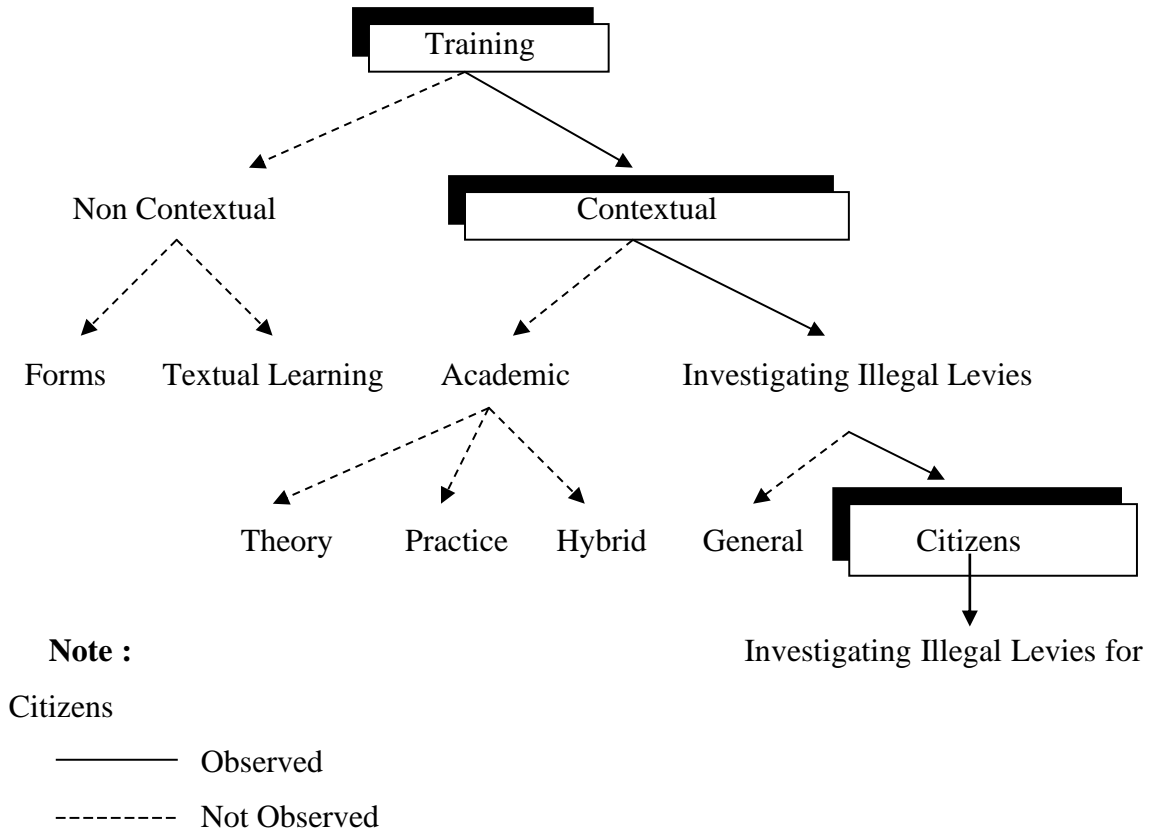 Training
Non Contextual
Contextual
Forms
Textual Learning
Academic
Investigating Illegal Levies
Theory
Practice
Hybrid
General
Citizens
Note :
Investigating Illegal Levies for
Citizens
Observed
Not Observed